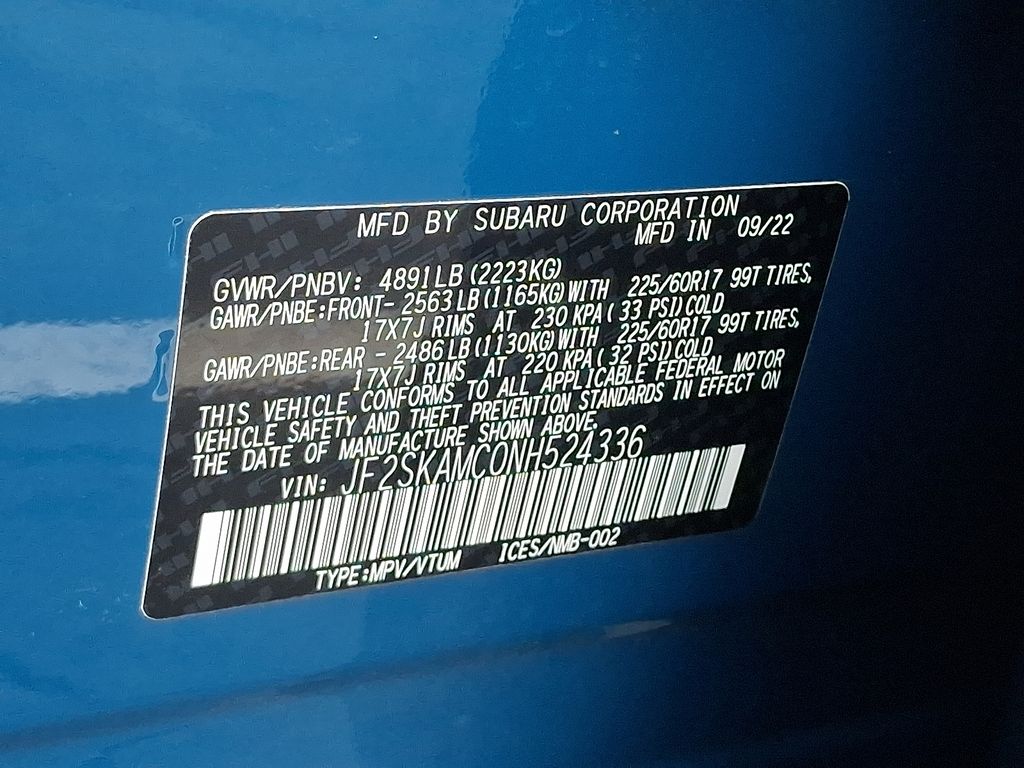 MFD BY SUBARU CORPORATION
MFD IN 09/22
GVWR/PNBV: 4891LB (2223KG)
GAWR/PNBE:FRONT- 2563LB (1165KG) WITH 225/60R17 99T TIRES,
17X7J RIMS AT 230 KPA( 33 PSI) COLD
GAWR/PNBE:REAR - 2486LB (1130KG) WITH 225/60R17 99T TIRES,
17X7J RIMS AT 220 KPA( 32 PSI) COLD
THIS VEHICLE CONFORMS TO ALL APPLICABLE FEDERAL MOTOR
VEHICLE SAFETY AND THEFT PREVENTION STANDARDS IN EFFECT ON
THE DATE OF MANUFACTURE SHOWN ABOVE.
VIN: JF2SKAMC0NH524336
TYPE:MPV/VTUM ICES/NMB-002